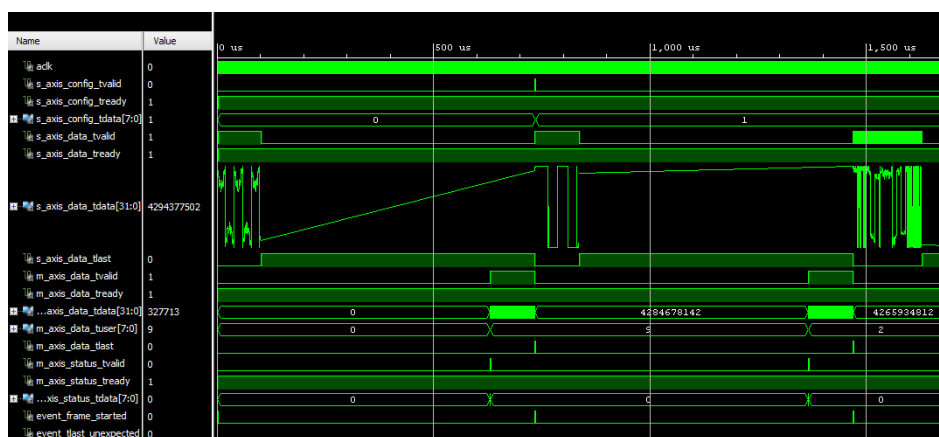 Name Value
0 us 500 us 1,000 us 1,500 us
aclk 0
s_axis_config_tvalid 0
s_axis_config_tready 1
s_axis_config_tdata[7:0] 1 0 1
s_axis_data_tvalid 1
s_axis_data_tready 1
s_axis_data_tdata[31:0] 4294377502
s_axis_data_tlast 0
m_axis_data_tvalid 1
m_axis_data_tready 1
...axis_data_tdata[31:0] 327713 0 4284678142 4265934812
m_axis_data_tuser[7:0] 9 0 9 2
m_axis_data_tlast 0
m_axis_status_tvalid 0
m_axis_status_tready 1
...xis_status_tdata[7:0] 0 0 0 0
event_frame_started 0
event_tlast_unexpected 0